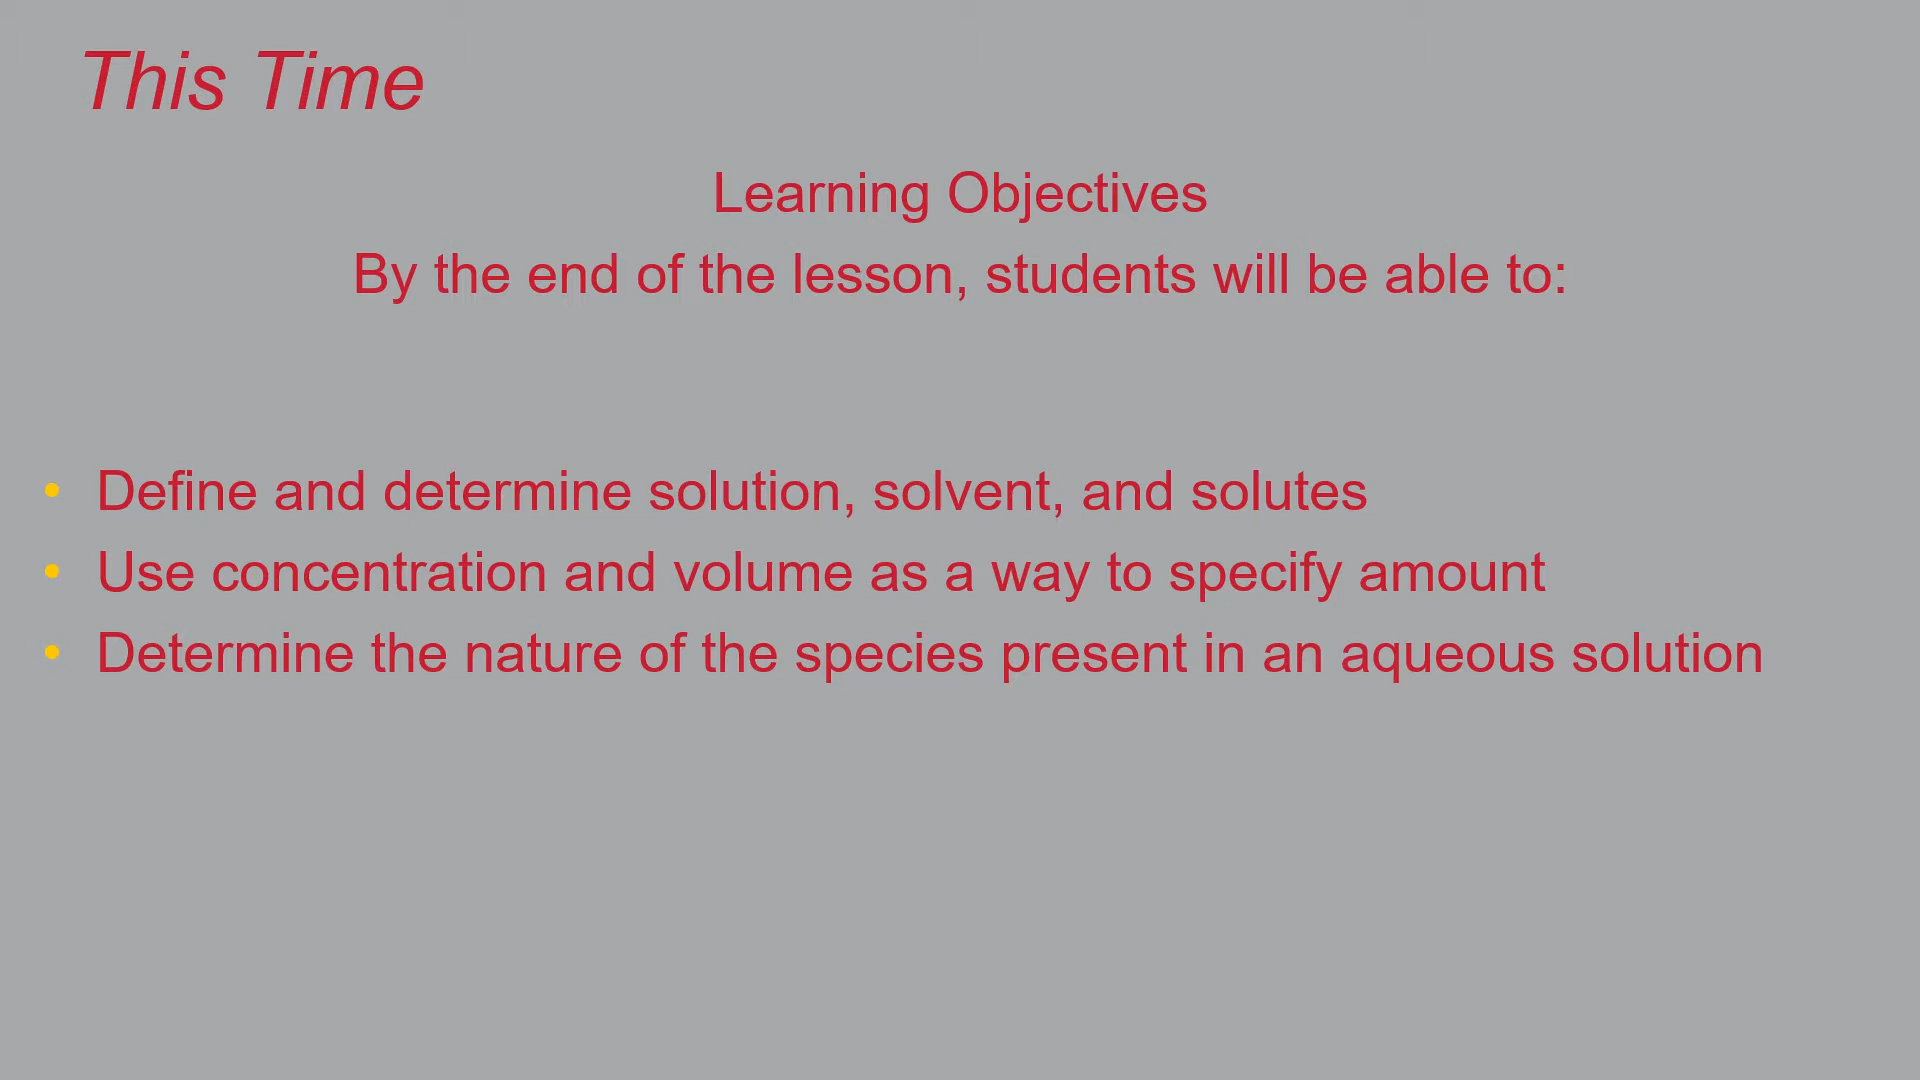 This Time
Learning Objectives
By the end of the lesson, students will be able to:
• Define and determine solution, solvent, and solutes
• Use concentration and volume as a way to specify amount
• Determine the nature of the species present in an aqueous solution